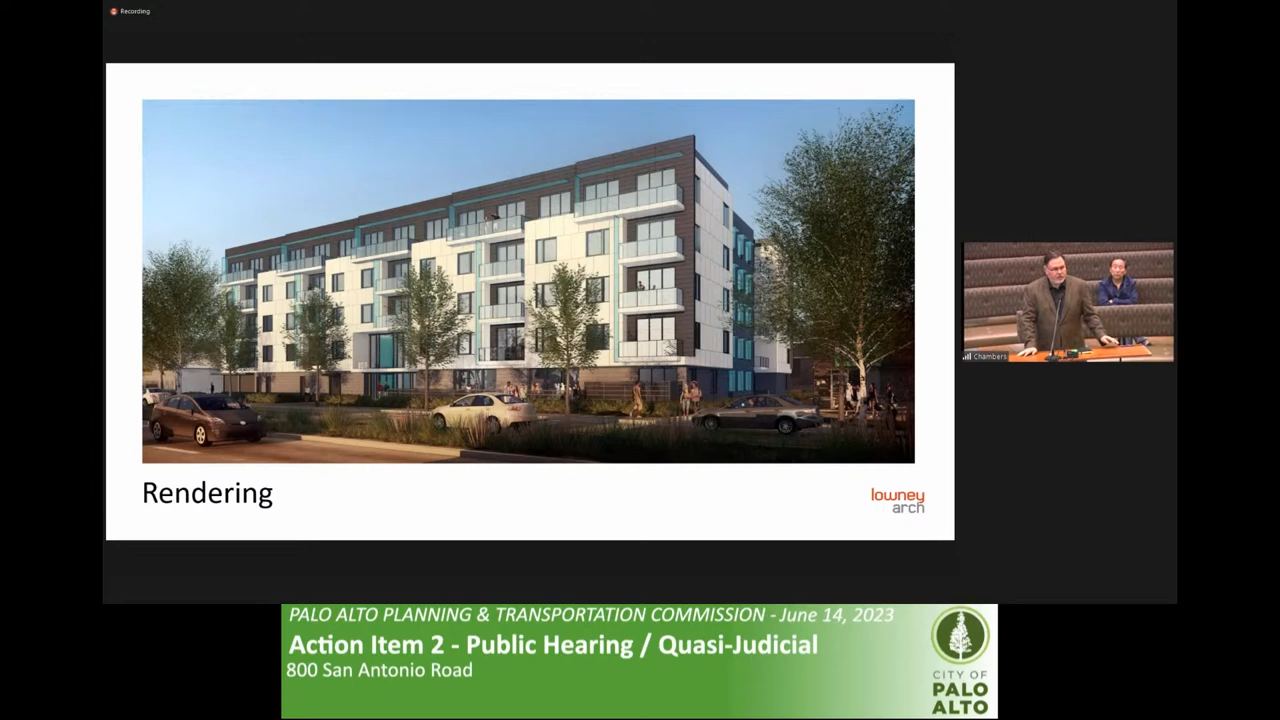 Recording
Rendering
lowney
arch
Chambers
PALO ALTO PLANNING & TRANSPORTATION COMMISSION - June 14, 2023
Action Item 2 - Public Hearing / Quasi-Judicial
800 San Antonio Road
CITY OF
PALO
ALTO